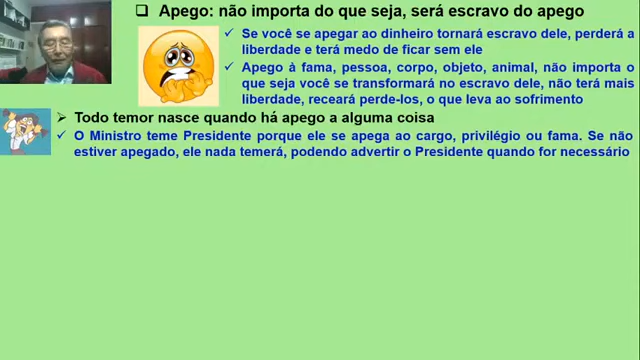 Apego: não importa do que seja, será escravo do apego
Se você se apegar ao dinheiro tornará escravo dele, perderá a
liberdade e terá medo de ficar sem ele
Apego à fama, pessoa, corpo, objeto, animal, não importa o
que seja você se transformará no escravo dele, não terá mais
liberdade, receará perde-los, o que leva ao sofrimento
Todo temor nasce quando há apego a alguma coisa
O Ministro teme Presidente porque ele se apega ao cargo, privilégio ou fama. Se não
estiver apegado, ele nada temerá, podendo advertir o Presidente quando for necessário